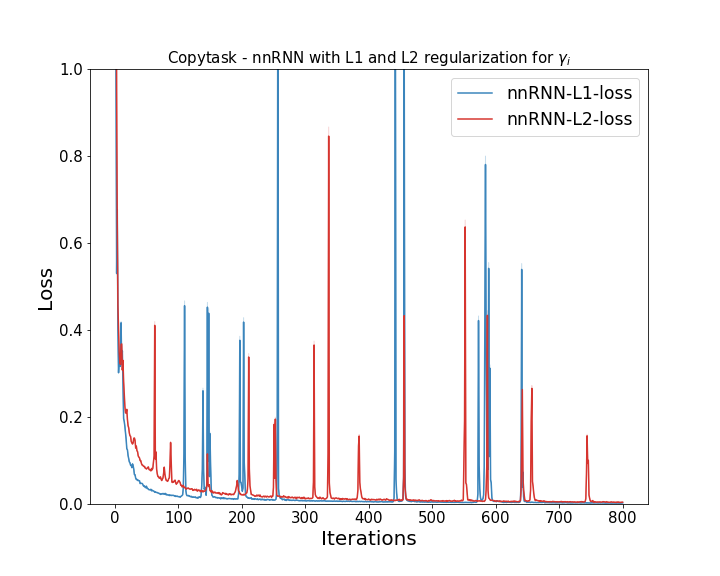 Copytask - nnRNN with L1 and L2 regularization for γᵢ
nnRNN-L1-loss
nnRNN-L2-loss
1.0
0.8
0.6
0.4
0.2
0.0
Loss
0 100 200 300 400 500 600 700 800
Iterations